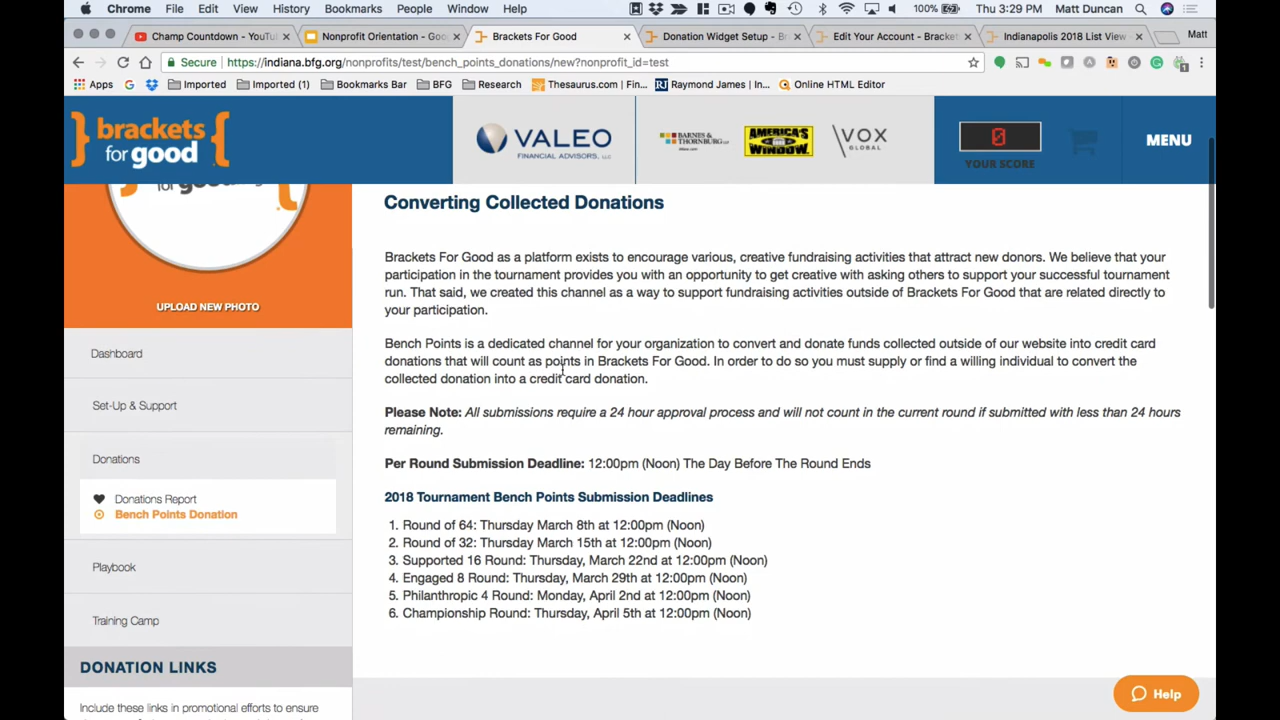 Chrome File Edit View History Bookmarks People Window Help 100% Thu 3:29 PM Matt Duncan
Champ Countdown - YouTu Nonprofit Orientation - Goo Brackets For Good Donation Widget Setup - Br Edit Your Account - Bracket Indianapolis 2018 List View Matt
Secure https://indiana.bfg.org/nonprofits/test/bench_points_donations/new?nonprofit_id=test
Apps Imported Imported (1) Bookmarks Bar BFG Research Thesaurus.com | Fin... Raymond James | In... Online HTML Editor
brackets for good
VALEO
FINANCIAL ADVISORS, LLC
BARNES & THORNBURG LLP
AMERICA'S WINDOW
VOX GLOBAL
YOUR SCORE
MENU
UPLOAD NEW PHOTO
Dashboard
Set-Up & Support
Donations
Donations Report
Bench Points Donation
Playbook
Training Camp
DONATION LINKS
Include these links in promotional efforts to ensure
Converting Collected Donations
Brackets For Good as a platform exists to encourage various, creative fundraising activities that attract new donors. We believe that your
participation in the tournament provides you with an opportunity to get creative with asking others to support your successful tournament
run. That said, we created this channel as a way to support fundraising activities outside of Brackets For Good that are related directly to
your participation.
Bench Points is a dedicated channel for your organization to convert and donate funds collected outside of our website into credit card
donations that will count as points in Brackets For Good. In order to do so you must supply or find a willing individual to convert the
collected donation into a credit card donation.
Please Note: All submissions require a 24 hour approval process and will not count in the current round if submitted with less than 24 hours
remaining.
Per Round Submission Deadline: 12:00pm (Noon) The Day Before The Round Ends
2018 Tournament Bench Points Submission Deadlines
1. Round of 64: Thursday March 8th at 12:00pm (Noon)
2. Round of 32: Thursday March 15th at 12:00pm (Noon)
3. Supported 16 Round: Thursday, March 22nd at 12:00pm (Noon)
4. Engaged 8 Round: Thursday, March 29th at 12:00pm (Noon)
5. Philanthropic 4 Round: Monday, April 2nd at 12:00pm (Noon)
6. Championship Round: Thursday, April 5th at 12:00pm (Noon)
Help